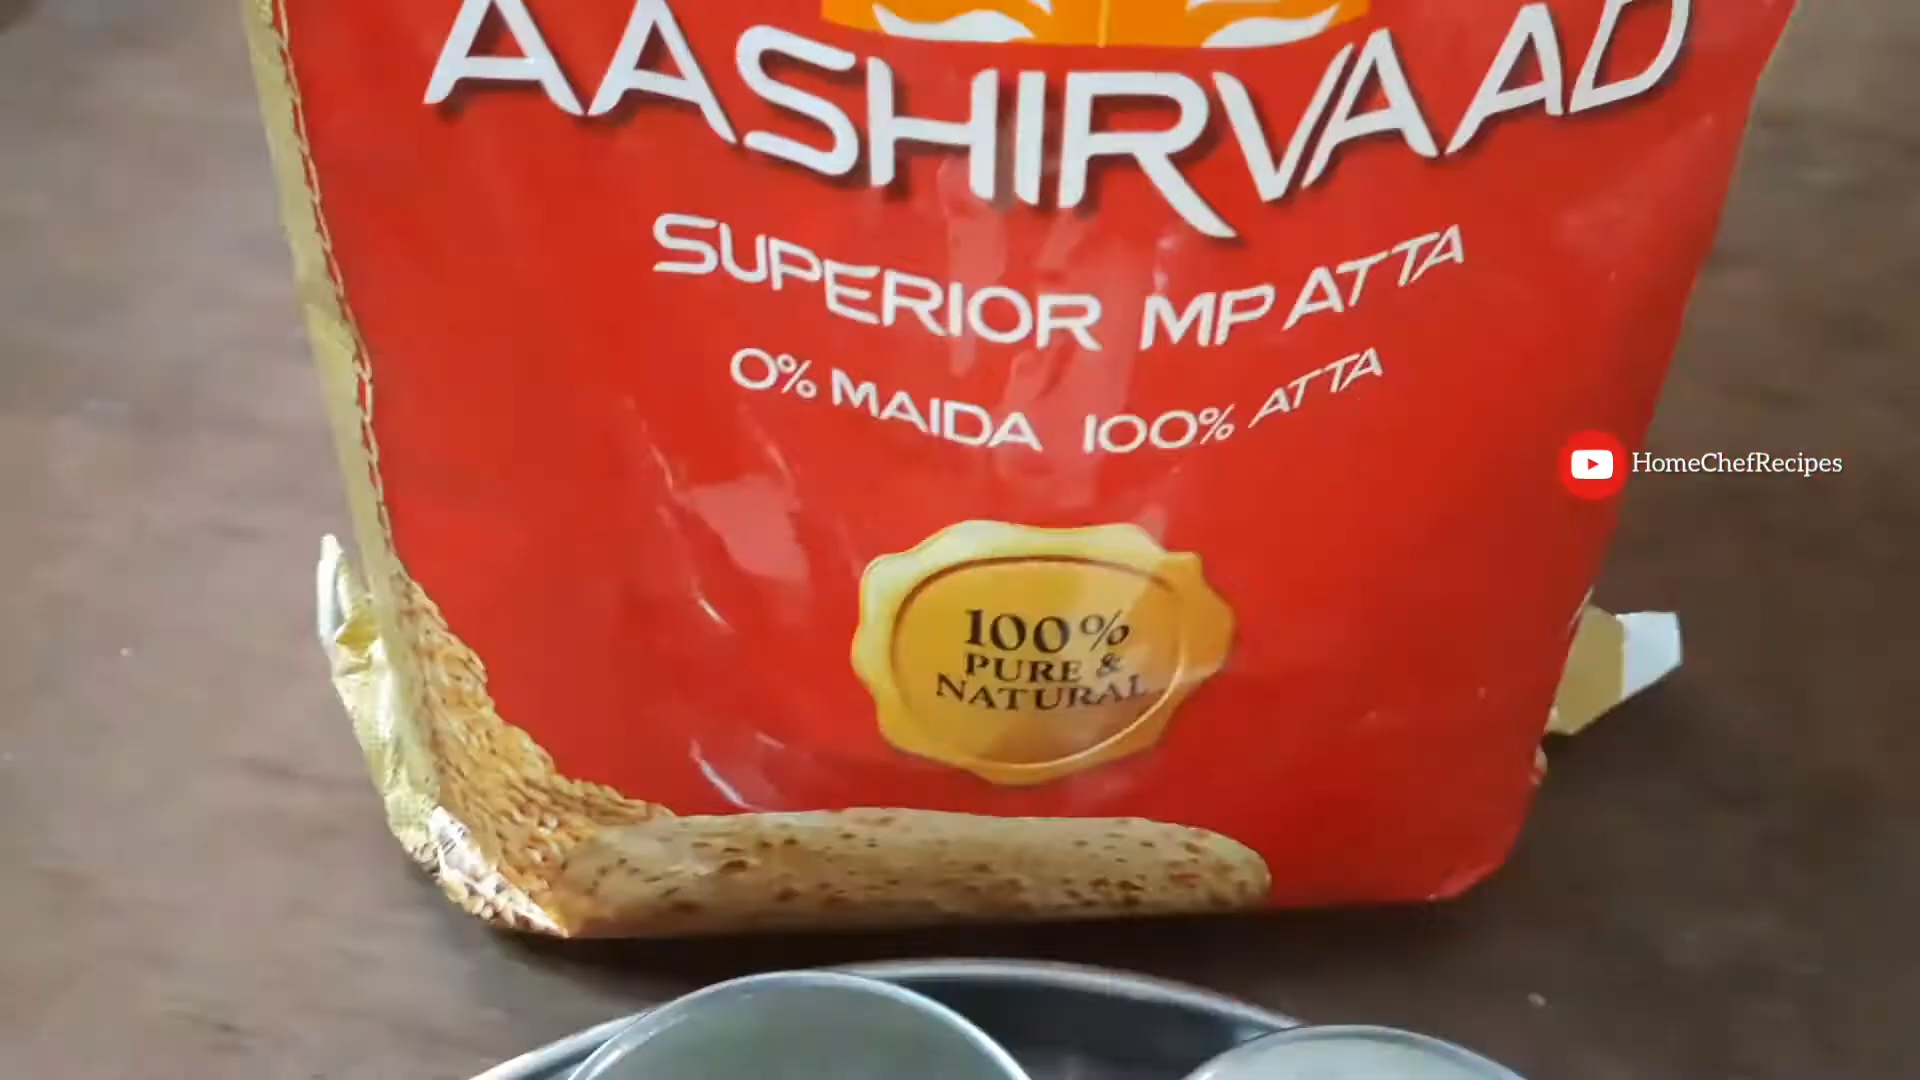 AASHIRVAAD
SUPERIOR MP ATTA
0% MAIDA 100% ATTA
HomeChefRecipes
100%
PURE &
NATURAL